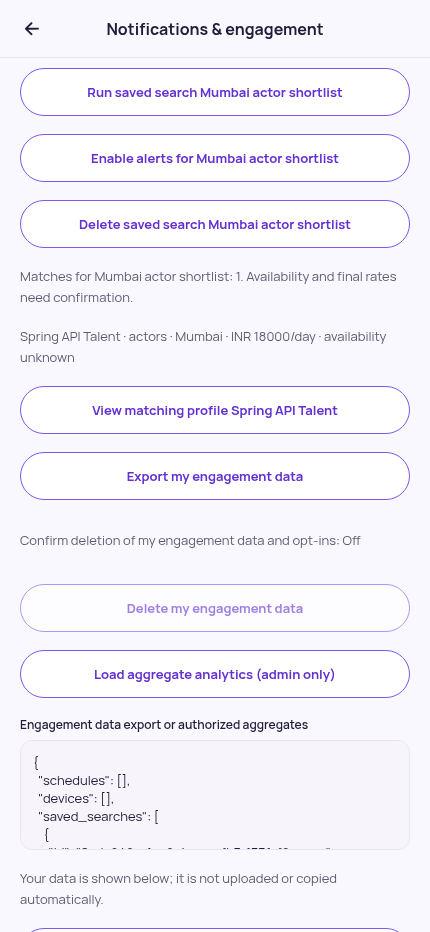 Notifications & engagement
Run saved search Mumbai actor shortlist
Enable alerts for Mumbai actor shortlist
Delete saved search Mumbai actor shortlist
Matches for Mumbai actor shortlist: 1. Availability and final rates
need confirmation.
Spring API Talent · actors · Mumbai · INR 18000/day · availability
unknown
View matching profile Spring API Talent
Export my engagement data
Confirm deletion of my engagement data and opt-ins: Off
Delete my engagement data
Load aggregate analytics (admin only)
Engagement data export or authorized aggregates
{
"schedules": [],
"devices": [],
"saved_searches": [
{
Your data is shown below; it is not uploaded or copied
automatically.